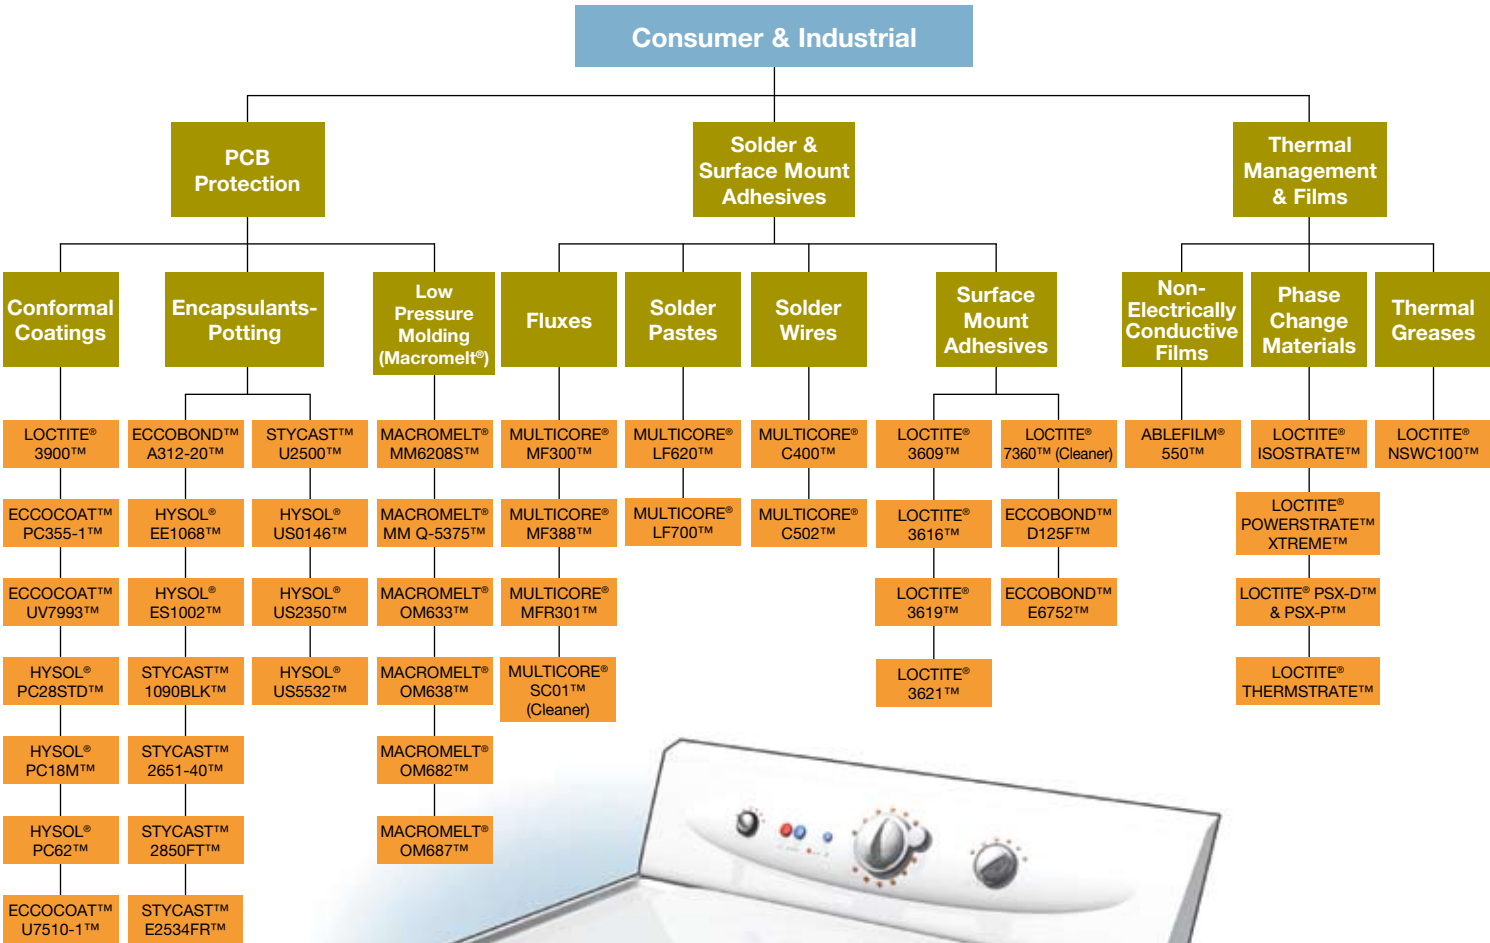 Consumer & Industrial
PCB
Protection
Solder &
Surface Mount
Adhesives
Thermal
Management
& Films
Conformal
Coatings
Encapsulants-
Potting
Low
Pressure
Molding
(Macromelt®)
Fluxes
Solder
Pastes
Solder
Wires
Surface
Mount
Adhesives
Non-
Electrically
Conductive
Films
Phase
Change
Materials
Thermal
Greases
LOCTITE®
3900™
ECCOCOAT™
PC355-1™
ECCOCOAT™
UV7993™
HYSOL®
PC28STD™
HYSOL®
PC18M™
HYSOL®
PC62™
ECCOCOAT™
U7510-1™
ECCOBOND™
A312-20™
HYSOL®
EE1068™
HYSOL®
ES1002™
STYCAST™
1090BLK™
STYCAST™
2651-40™
STYCAST™
2850FT™
STYCAST™
E2534FR™
STYCAST™
U2500™
HYSOL®
US0146™
HYSOL®
US2350™
HYSOL®
US5532™
MACROMELT®
MM6208S™
MACROMELT®
MM Q-5375™
MACROMELT®
OM633™
MACROMELT®
OM638™
MACROMELT®
OM682™
MACROMELT®
OM687™
MULTICORE®
MF300™
MULTICORE®
MF388™
MULTICORE®
MFR301™
MULTICORE®
SC01™
(Cleaner)
MULTICORE®
LF620™
MULTICORE®
LF700™
MULTICORE®
C400™
MULTICORE®
C502™
LOCTITE®
3609™
LOCTITE®
3616™
LOCTITE®
3619™
LOCTITE®
3621™
LOCTITE®
7360™ (Cleaner)
ECCOBOND™
D125F™
ECCOBOND™
E6752™
ABLEFILM®
550™
LOCTITE®
ISOSTRATE™
LOCTITE®
POWERSTRATE™
XTREME™
LOCTITE® PSX-D™
& PSX-P™
LOCTITE®
THERMSTRATE™
LOCTITE®
NSWC100™